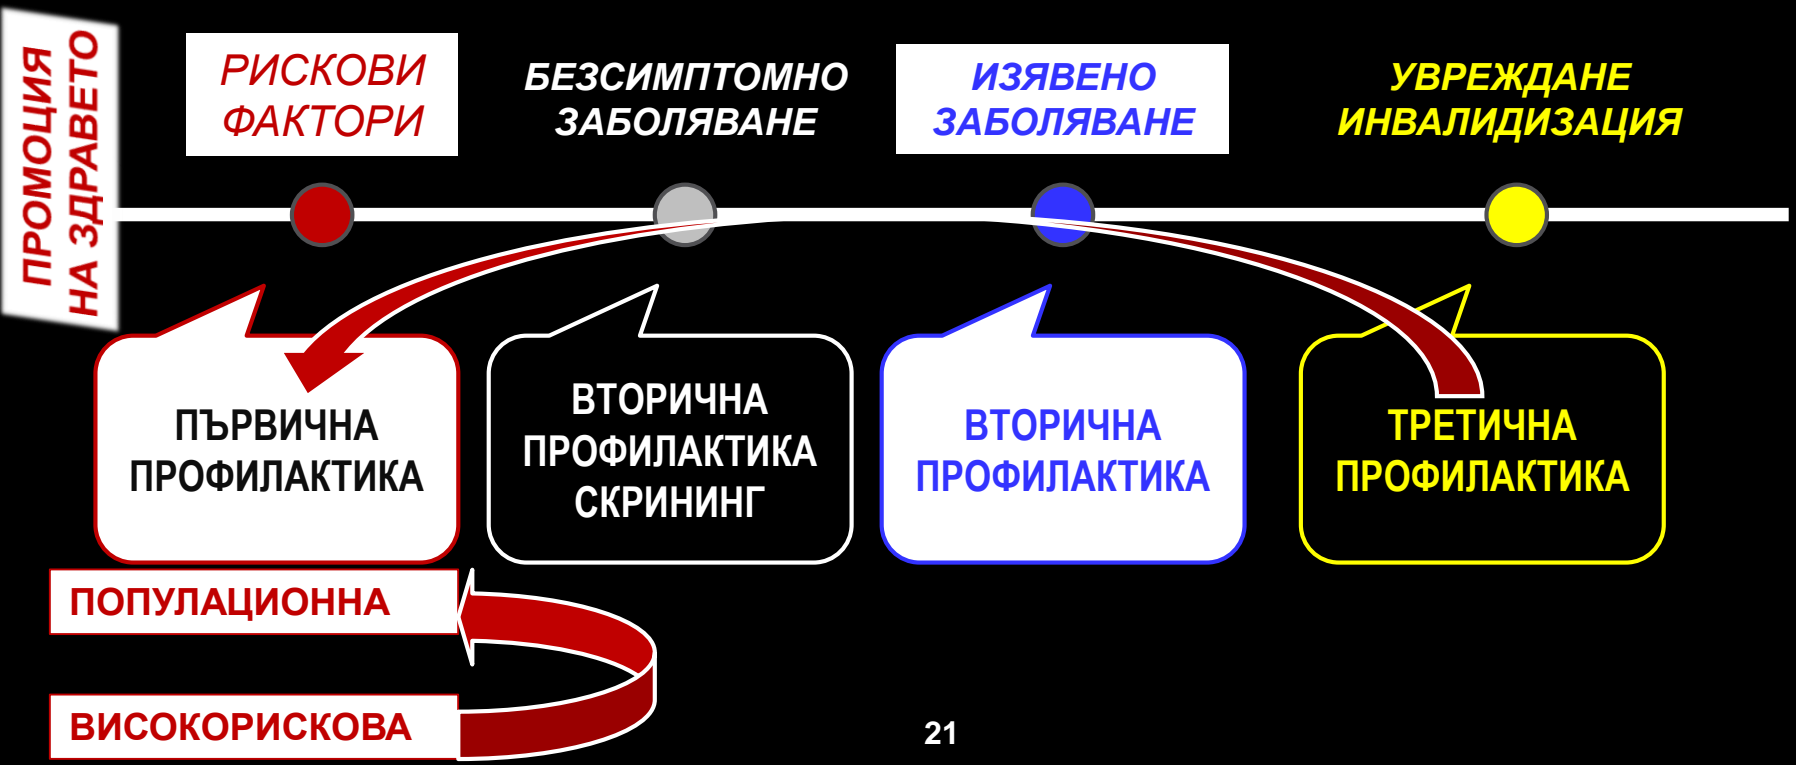 ПРОМОЦИЯ
НА ЗДРАВЕТО
РИСКОВИ
ФАКТОРИ
БЕЗСИМПТОМНО
ЗАБОЛЯВАНЕ
ИЗЯВЕНО
ЗАБОЛЯВАНЕ
УВРЕЖДАНЕ
ИНВАЛИДИЗАЦИЯ
ПЪРВИЧНА
ПРОФИЛАКТИКА
ВТОРИЧНА
ПРОФИЛАКТИКА
СКРИНИНГ
ВТОРИЧНА
ПРОФИЛАКТИКА
ТРЕТИЧНА
ПРОФИЛАКТИКА
ПОПУЛАЦИОННА
ВИСОКОРИСКОВА
21